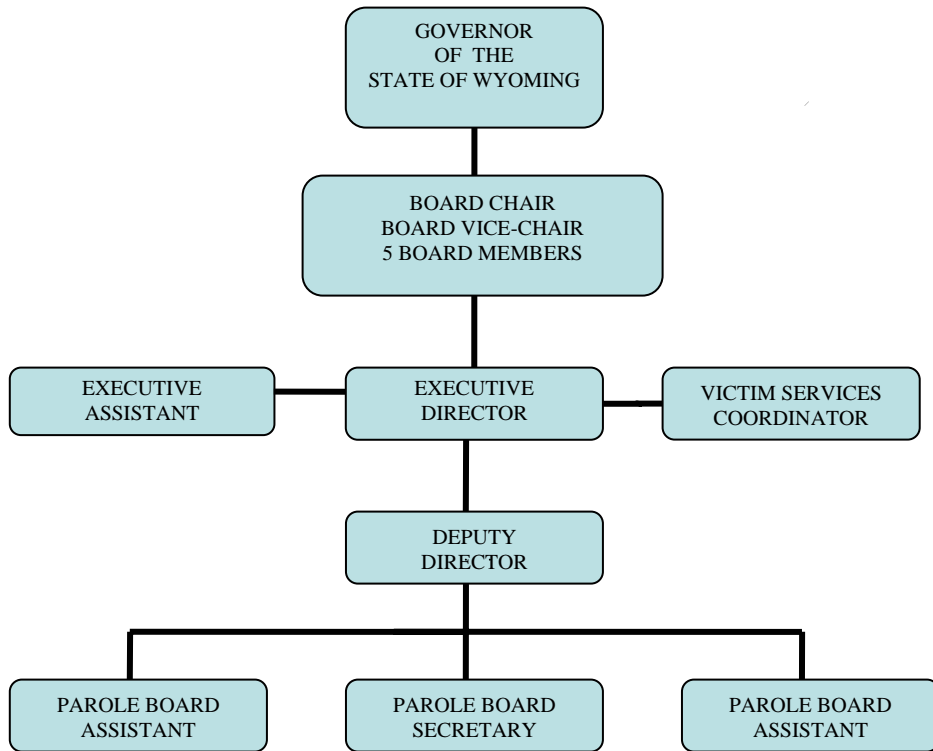 GOVERNOR
OF THE
STATE OF WYOMING
BOARD CHAIR
BOARD VICE-CHAIR
5 BOARD MEMBERS
EXECUTIVE
ASSISTANT
EXECUTIVE
DIRECTOR
VICTIM SERVICES
COORDINATOR
DEPUTY
DIRECTOR
PAROLE BOARD
ASSISTANT
PAROLE BOARD
SECRETARY
PAROLE BOARD
ASSISTANT